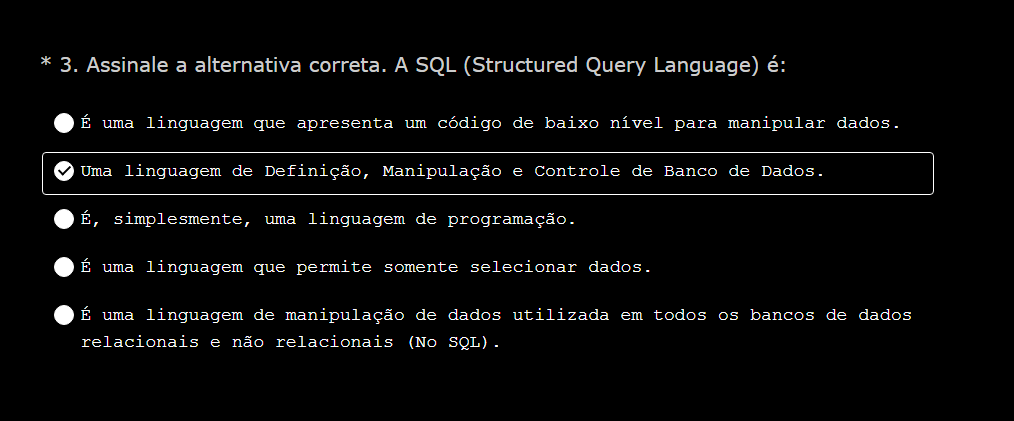 * 3. Assinale a alternativa correta. A SQL (Structured Query Language) é:
É uma linguagem que apresenta um código de baixo nível para manipular dados.
Uma linguagem de Definição, Manipulação e Controle de Banco de Dados.
É, simplesmente, uma linguagem de programação.
É uma linguagem que permite somente selecionar dados.
É uma linguagem de manipulação de dados utilizada em todos os bancos de dados
relacionais e não relacionais (No SQL).